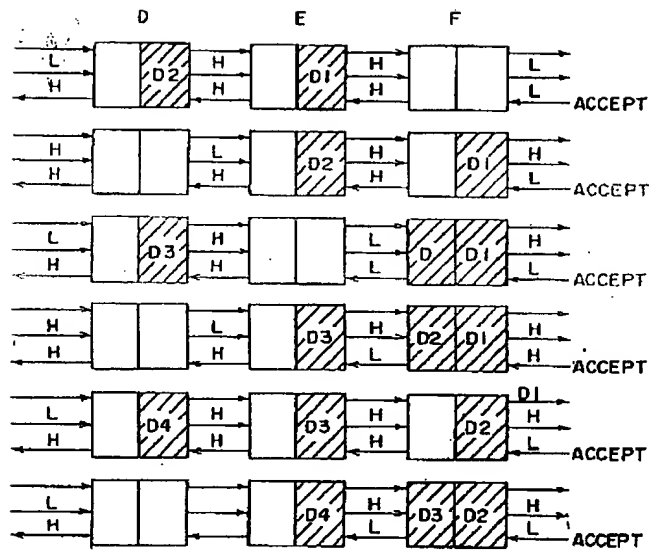 D E F
L D2 H D1 H L
H H H L ACCEPT
H L D2 H D1 H
H H H L ACCEPT
L D3 H L D D1 H
H H L L ACCEPT
H L D3 H D2 D1 H
H H L H ACCEPT
D1
L D4 H D3 H D2 H
H H H L ACCEPT
L D4 H D3 D2 H
H L L ACCEPT